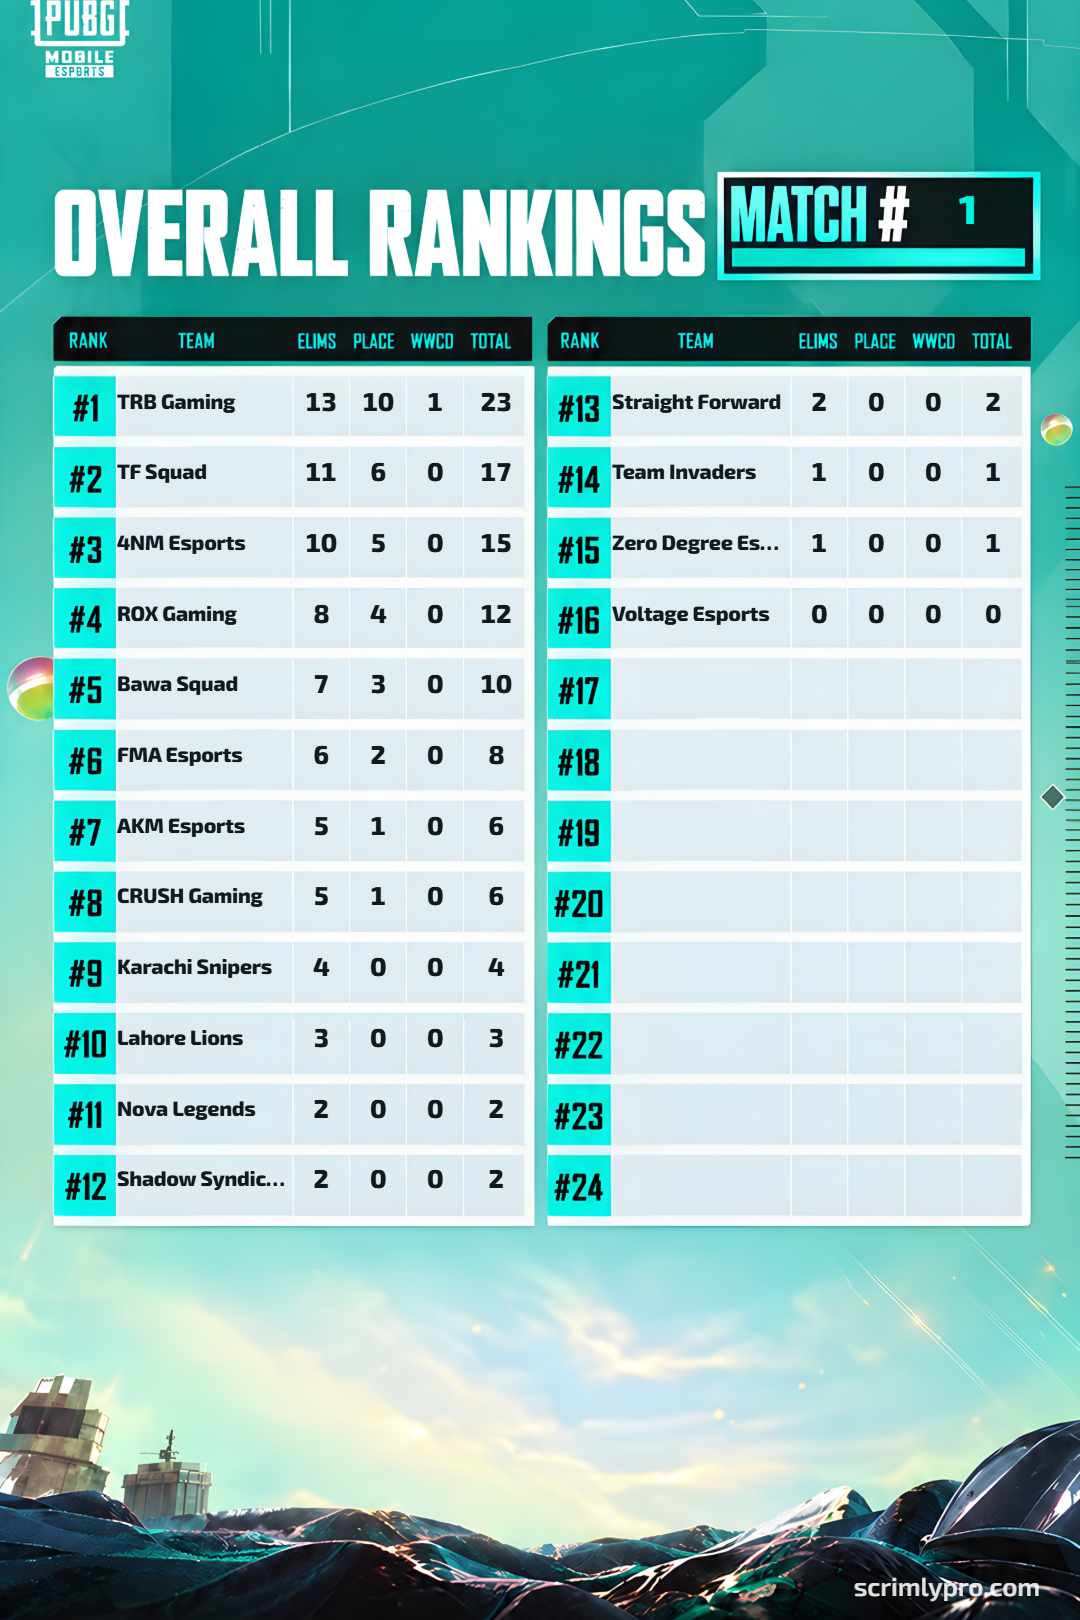 PUBG
MOBILE
ESPORTS
OVERALL RANKINGS
MATCH # 1
RANK TEAM ELIMS PLACE WWCD TOTAL
#1 TRB Gaming 13 10 1 23
#2 TF Squad 11 6 0 17
#3 4NM Esports 10 5 0 15
#4 ROX Gaming 8 4 0 12
#5 Bawa Squad 7 3 0 10
#6 FMA Esports 6 2 0 8
#7 AKM Esports 5 1 0 6
#8 CRUSH Gaming 5 1 0 6
#9 Karachi Snipers 4 0 0 4
#10 Lahore Lions 3 0 0 3
#11 Nova Legends 2 0 0 2
#12 Shadow Syndic... 2 0 0 2
RANK TEAM ELIMS PLACE WWCD TOTAL
#13 Straight Forward 2 0 0 2
#14 Team Invaders 1 0 0 1
#15 Zero Degree Es... 1 0 0 1
#16 Voltage Esports 0 0 0 0
#17
#18
#19
#20
#21
#22
#23
#24
scrimlypro.com